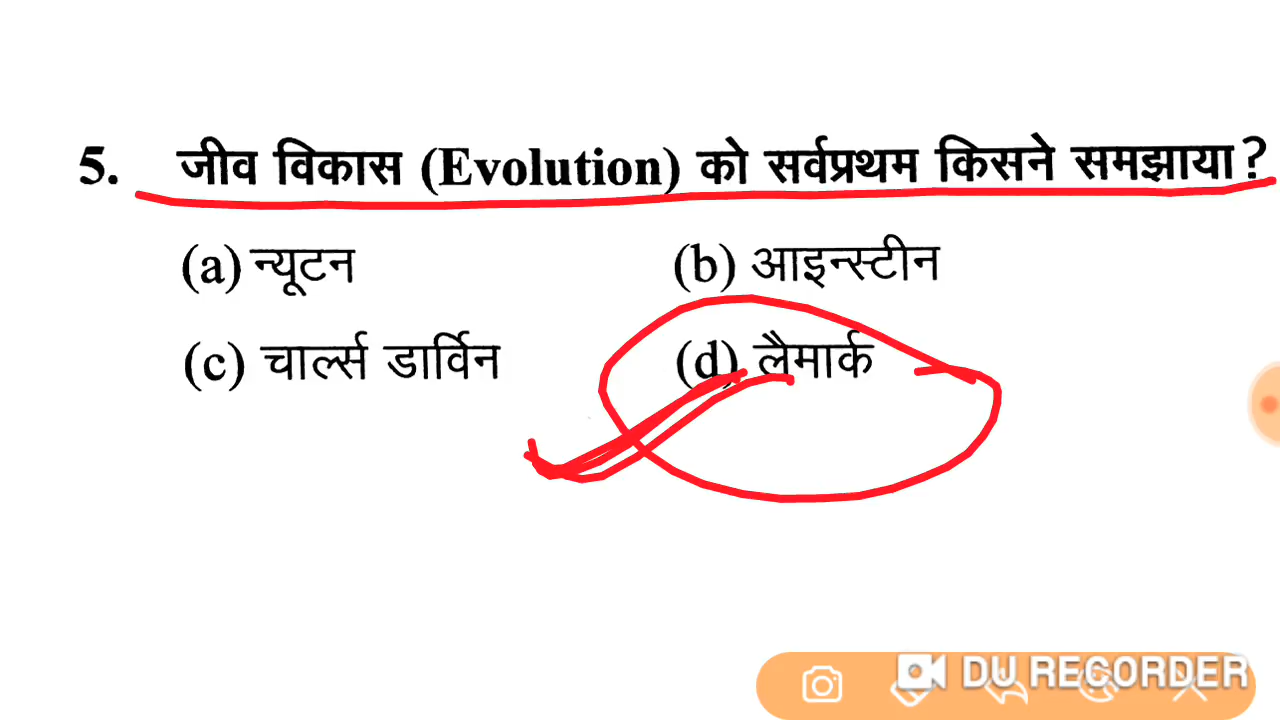 5. जीव विकास (Evolution) को सर्वप्रथम किसने समझाया?
(a) न्यूटन (b) आइन्स्टीन
(c) चार्ल्स डार्विन (d) लैमार्क
DU RECORDER